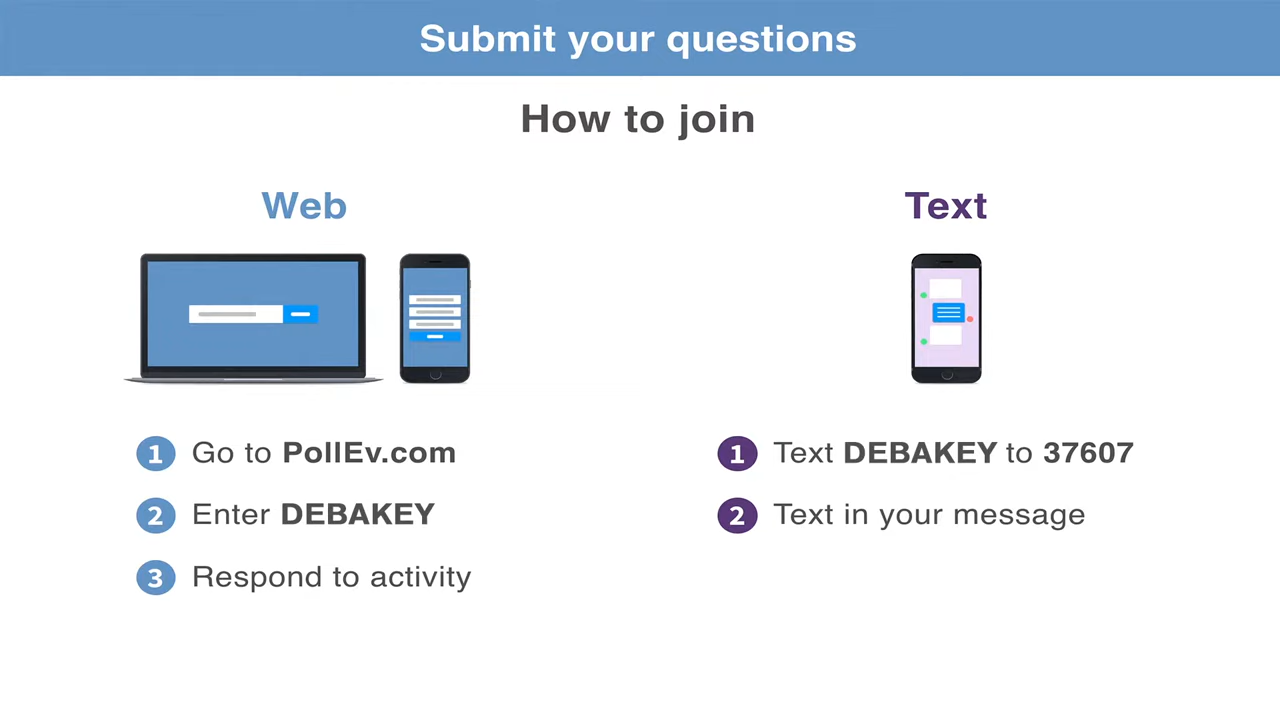 Submit your questions
How to join
Web
1 Go to PollEv.com
2 Enter DEBAKEY
3 Respond to activity
Text
1 Text DEBAKEY to 37607
2 Text in your message